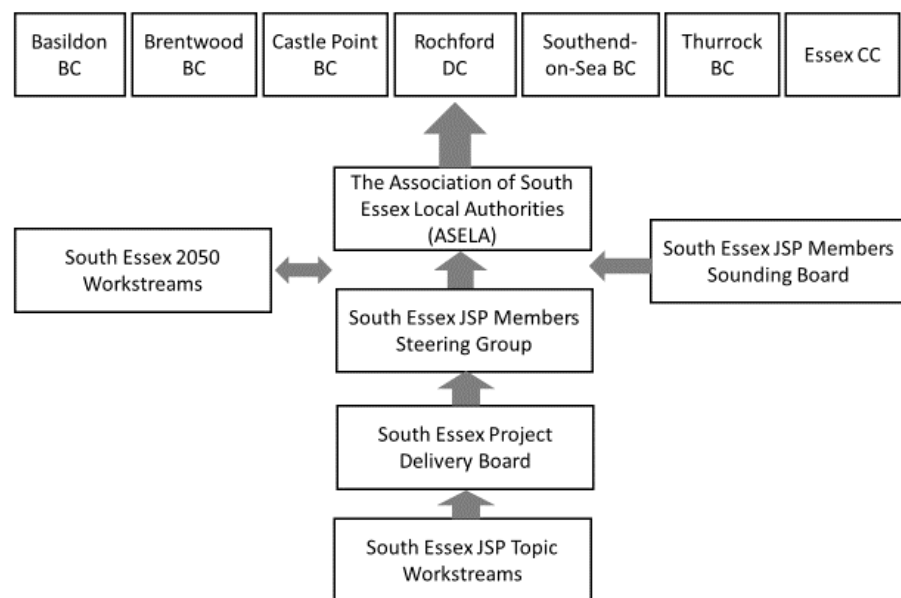 Basildon
BC
Brentwood
BC
Castle Point
BC
Rochford
DC
Southend-
on-Sea BC
Thurrock
BC
Essex CC
The Association of South
Essex Local Authorities
(ASELA)
South Essex 2050
Workstreams
South Essex JSP Members
Sounding Board
South Essex JSP Members
Steering Group
South Essex Project
Delivery Board
South Essex JSP Topic
Workstreams